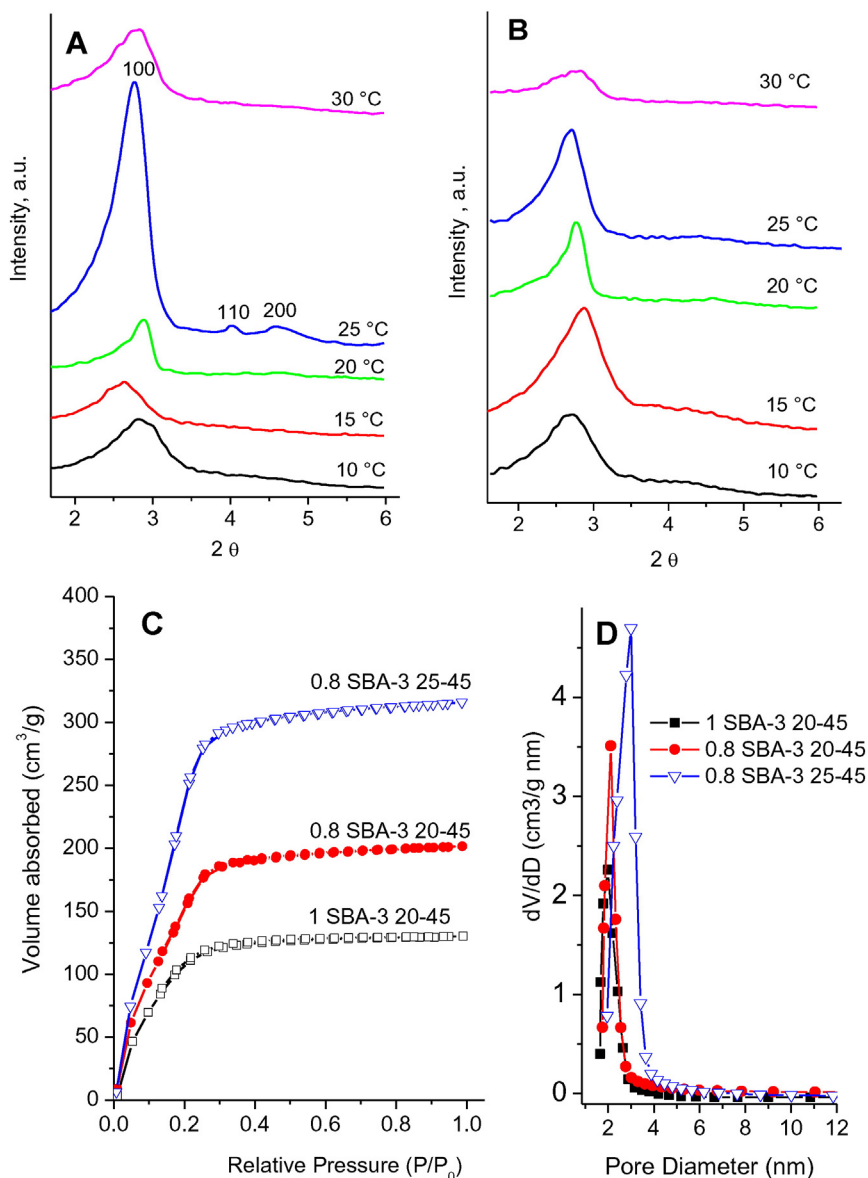 A
100
30 °C
110 200
25 °C
20 °C
15 °C
10 °C
2 3 4 5 6
2 θ
Intensity, a.u.
B
30 °C
25 °C
20 °C
15 °C
10 °C
2 3 4 5 6
2 θ
Intensity , a.u.
C
400
350
300
250
200
150
100
50
0
0.8 SBA-3 25-45
0.8 SBA-3 20-45
1 SBA-3 20-45
0.0 0.2 0.4 0.6 0.8 1.0
Relative Pressure (P/P0)
Volume absorbed (cm3/g)
D
1 SBA-3 20-45
0.8 SBA-3 20-45
0.8 SBA-3 25-45
4
3
2
1
0
0 2 4 6 8 10 12
Pore Diameter (nm)
dV/dD (cm3/g nm)